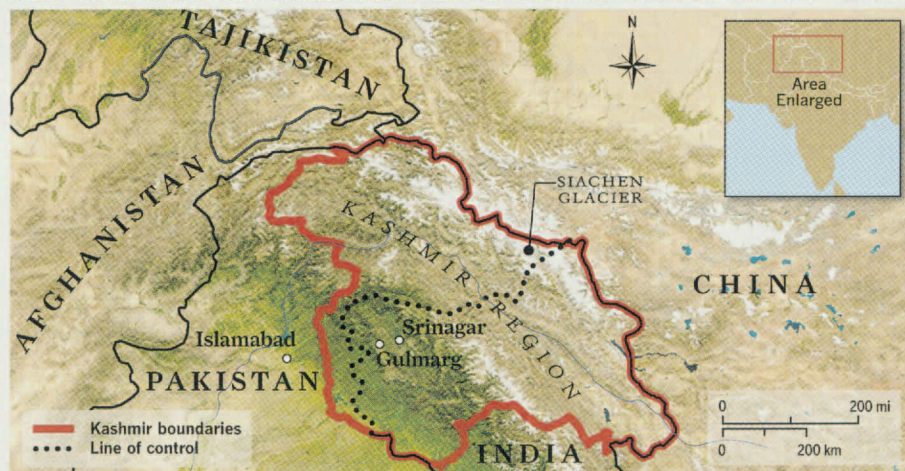 TAJIKISTAN
N
Area
Enlarged
AFGHANISTAN
SIACHEN
GLACIER
KASHMIR REGION
CHINA
Islamabad
Srinagar
Gulmarg
PAKISTAN
INDIA
Kashmir boundaries
Line of control
0 200 mi
0 200 km